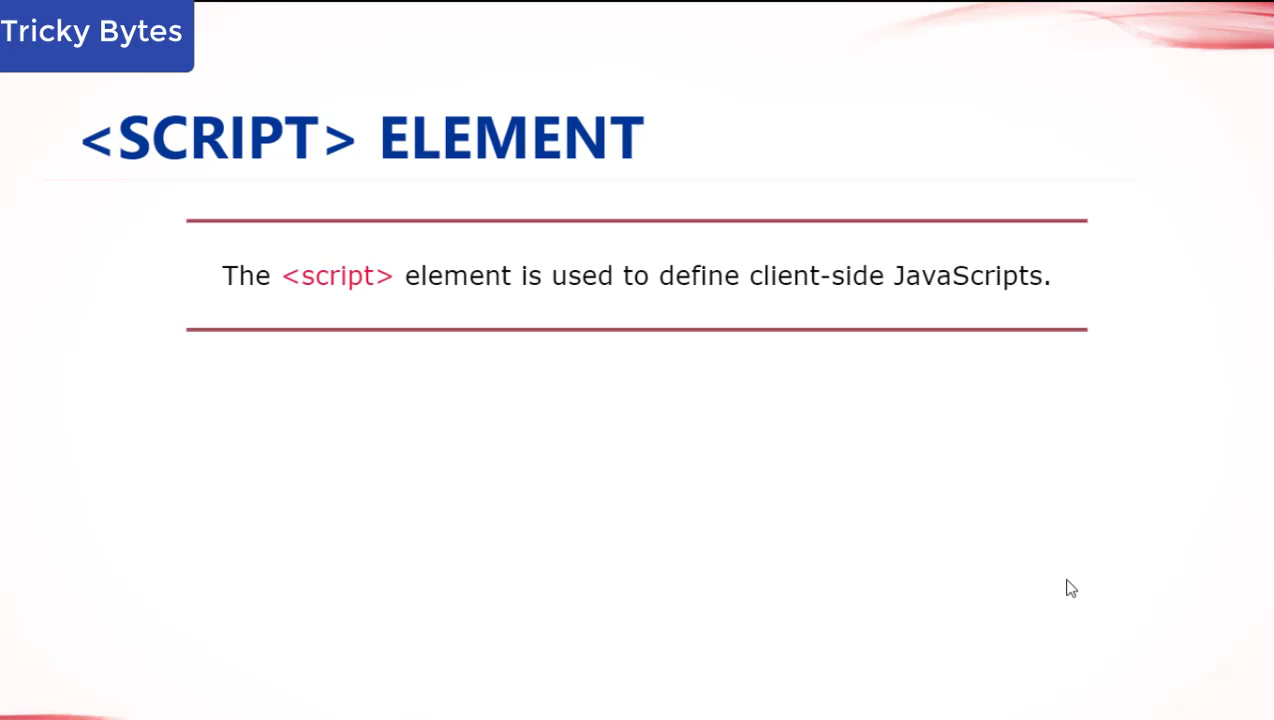 Tricky Bytes
<SCRIPT> ELEMENT
The <script> element is used to define client-side JavaScripts.